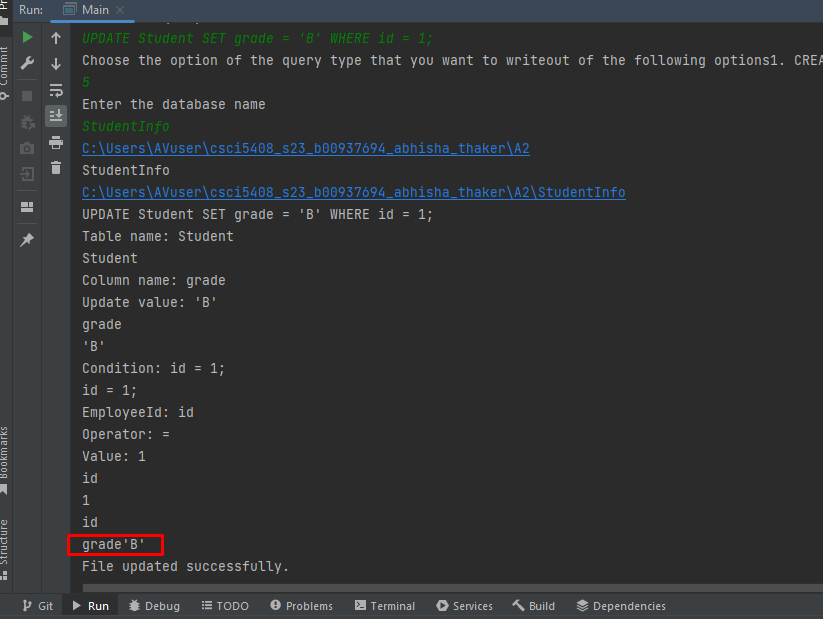 Run:
Main
Commit
Bookmarks
Structure
UPDATE Student SET grade = 'B' WHERE id = 1;
Choose the option of the query type that you want to writeout of the following options1. CREA
5
Enter the database name
StudentInfo
C:\Users\AVuser\csci5408_s23_b00937694_abhisha_thaker\A2
StudentInfo
C:\Users\AVuser\csci5408_s23_b00937694_abhisha_thaker\A2\StudentInfo
UPDATE Student SET grade = 'B' WHERE id = 1;
Table name: Student
Student
Column name: grade
Update value: 'B'
grade
'B'
Condition: id = 1;
id = 1;
EmployeeId: id
Operator: =
Value: 1
id
1
id
grade'B'
File updated successfully.
Git
Run
Debug
TODO
Problems
Terminal
Services
Build
Dependencies